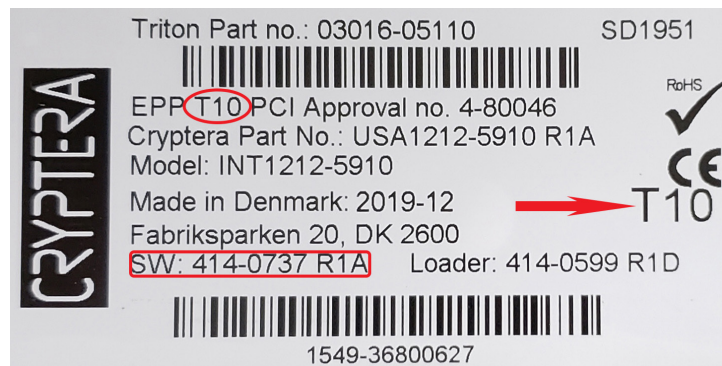 Triton Part no.: 03016-05110 SD1951
CRYPTERA
RoHS
EPP T10 PCI Approval no. 4-80046
Cryptera Part No.: USA1212-5910 R1A
Model: INT1212-5910
CE
Made in Denmark: 2019-12
T10
Fabriksparken 20, DK 2600
SW: 414-0737 R1A Loader: 414-0599 R1D
1549-36800627